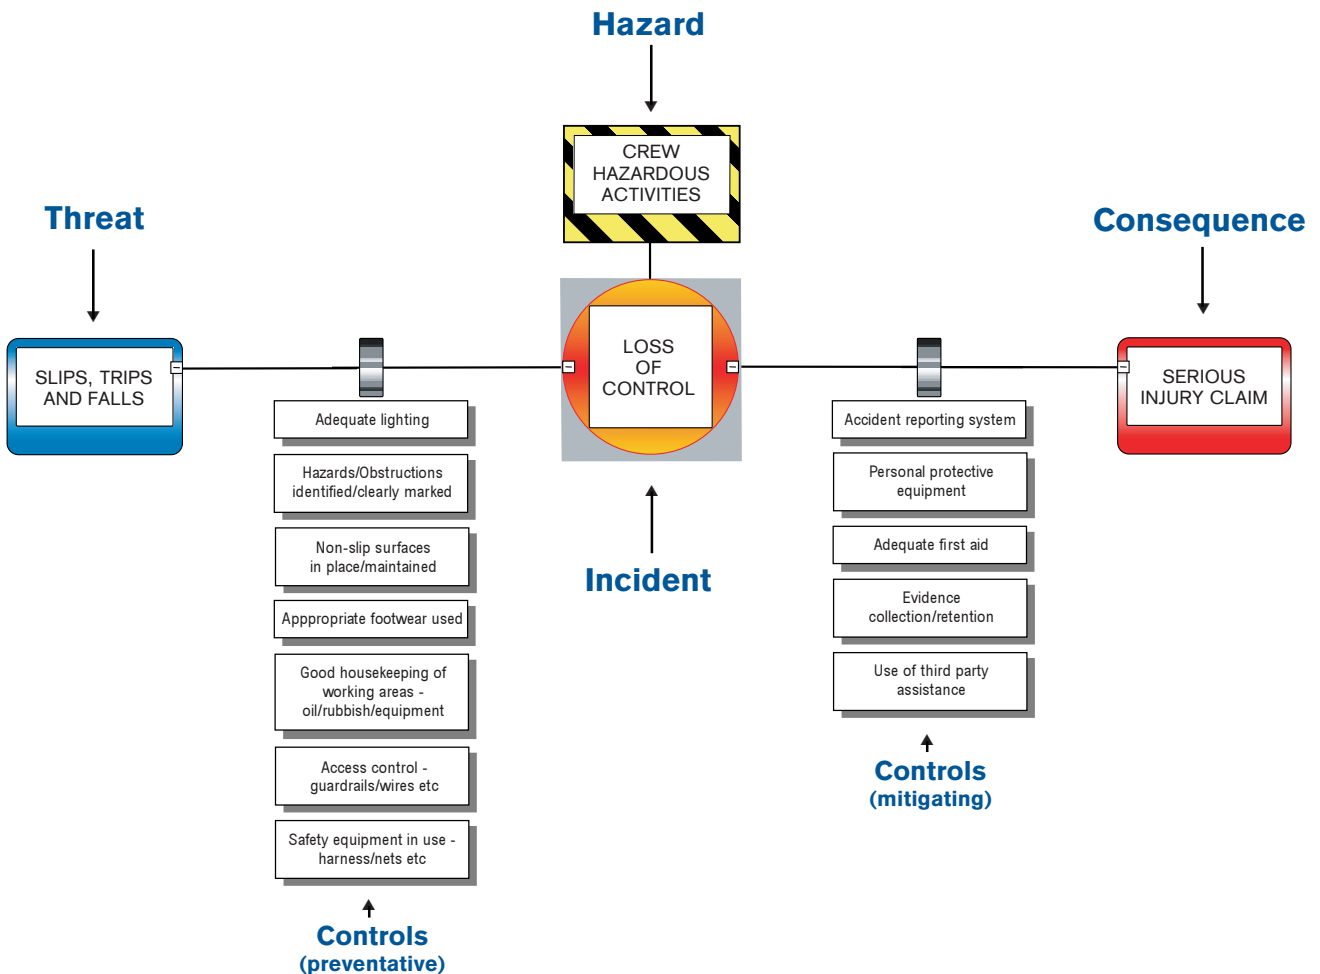 Hazard
CREW
HAZARDOUS
ACTIVITIES
Threat
Consequence
SLIPS, TRIPS
AND FALLS
LOSS
OF
CONTROL
SERIOUS
INJURY CLAIM
Adequate lighting
Hazards/Obstructions
identified/clearly marked
Non-slip surfaces
in place/maintained
Apppropriate footwear used
Good housekeeping of
working areas -
oil/rubbish/equipment
Access control -
guardrails/wires etc
Safety equipment in use -
harness/nets etc
Controls
(preventative)
Incident
Accident reporting system
Personal protective
equipment
Adequate first aid
Evidence
collection/retention
Use of third party
assistance
Controls
(mitigating)